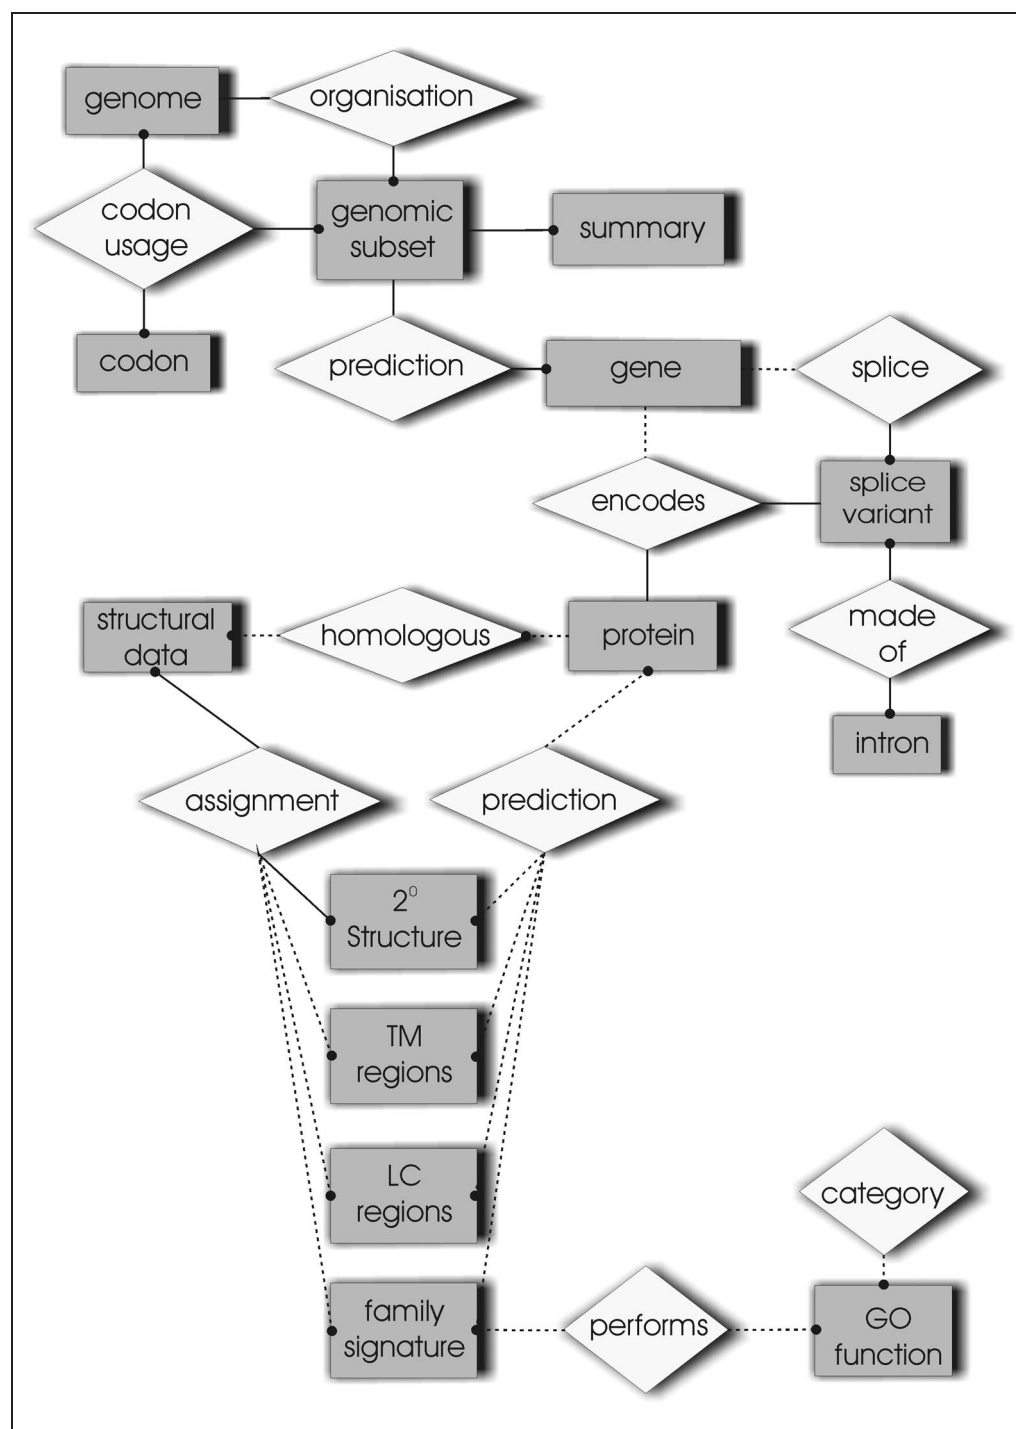 genome
organisation
codon
usage
genomic
subset
summary
codon
prediction
gene
splice
encodes
splice
variant
structural
data
homologous
protein
made
of
intron
assignment
prediction
2⁰
Structure
TM
regions
LC
regions
category
family
signature
performs
GO
function